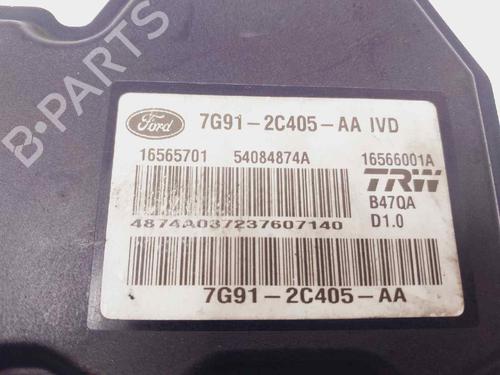 B-PARTS
Ford 7G91-2C405-AA IVD
16565701 54084874A 16566001A
TRW
B47QA
4874A037237607140 D1.0
7G91-2C405-AA